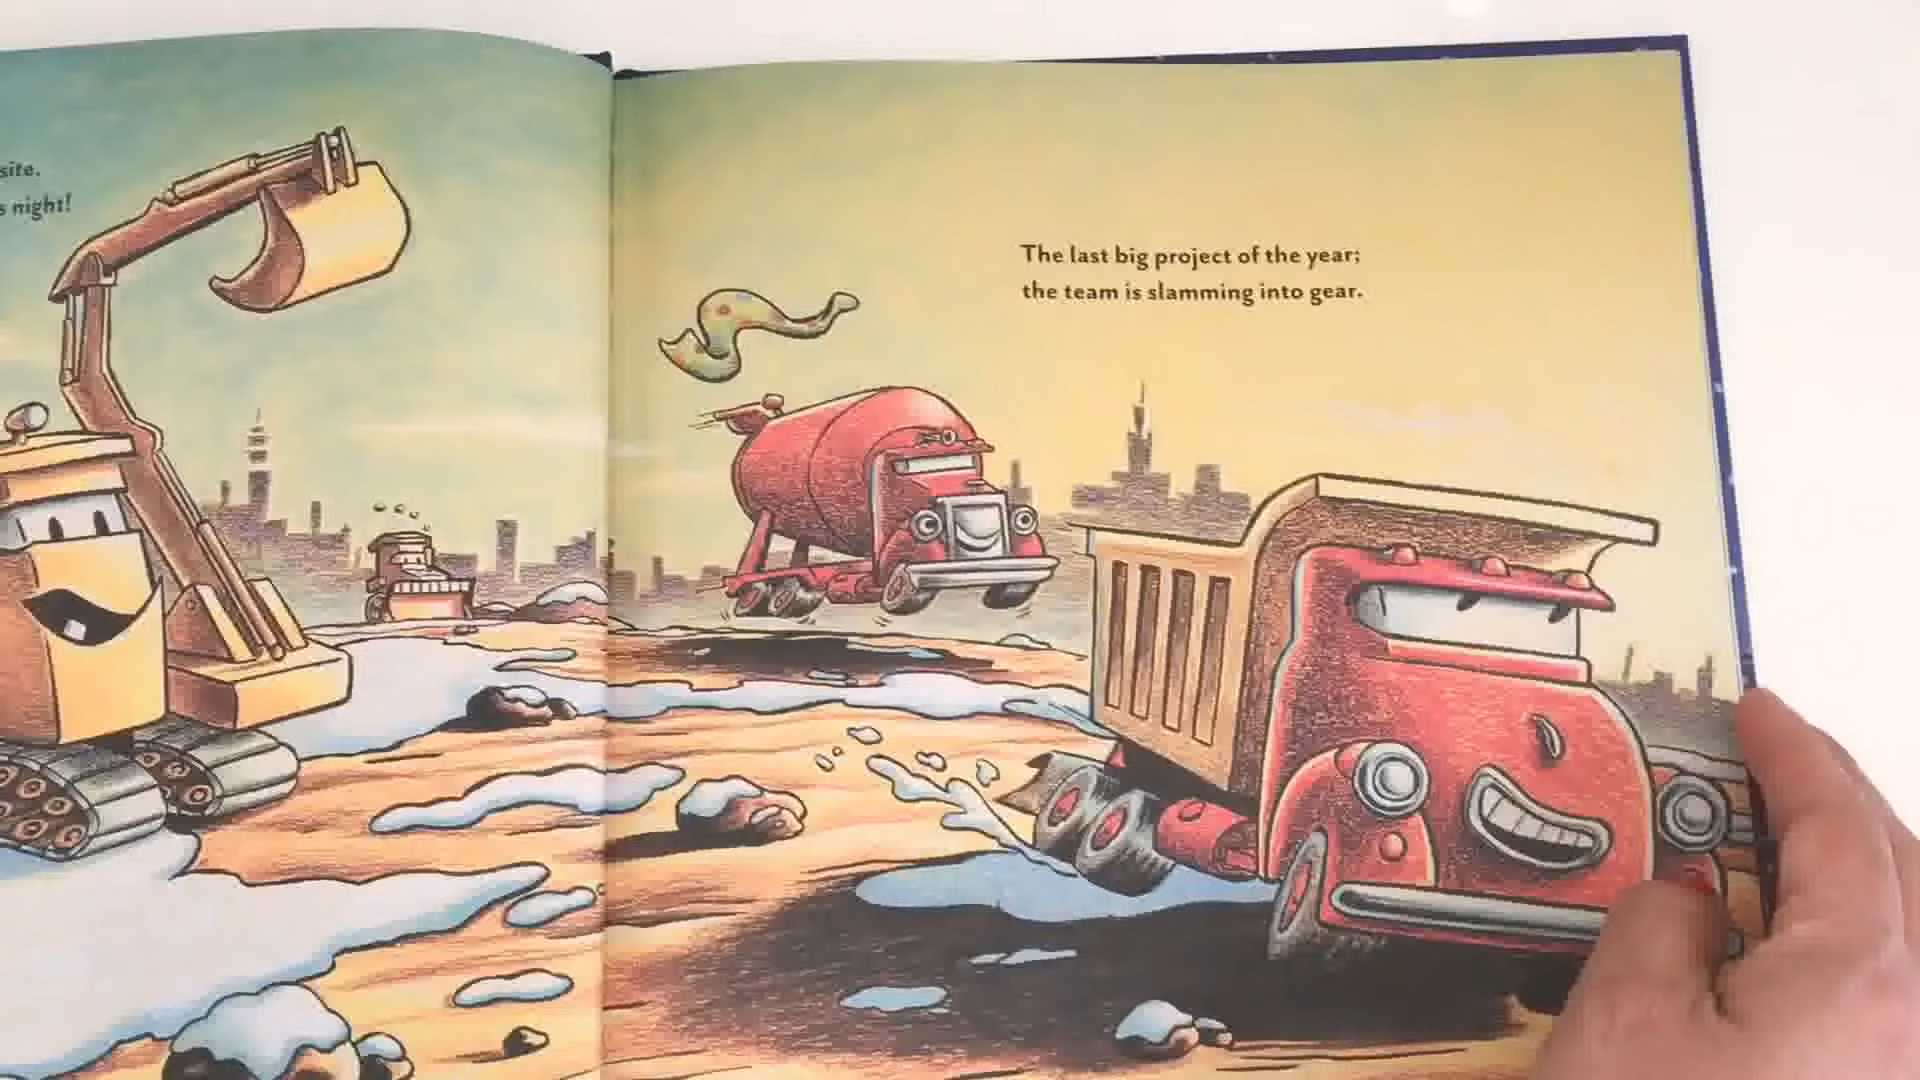 site.
night!
The last big project of the year;
the team is slamming into gear.